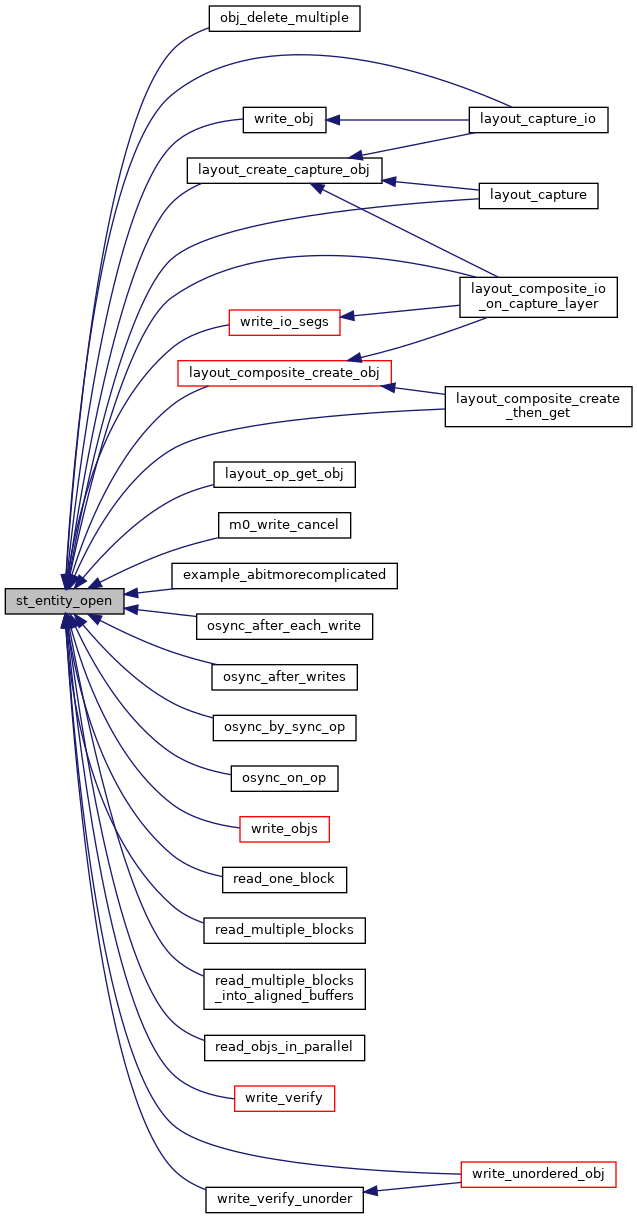 obj_delete_multiple
write_obj
layout_capture_io
layout_create_capture_obj
layout_capture
layout_composite_io
_on_capture_layer
write_io_segs
layout_composite_create_obj
layout_composite_create
_then_get
layout_op_get_obj
m0_write_cancel
example_abitmorecomplicated
st_entity_open
osync_after_each_write
osync_after_writes
osync_by_sync_op
osync_on_op
write_objs
read_one_block
read_multiple_blocks
read_multiple_blocks
_into_aligned_buffers
read_objs_in_parallel
write_verify
write_unordered_obj
write_verify_unorder